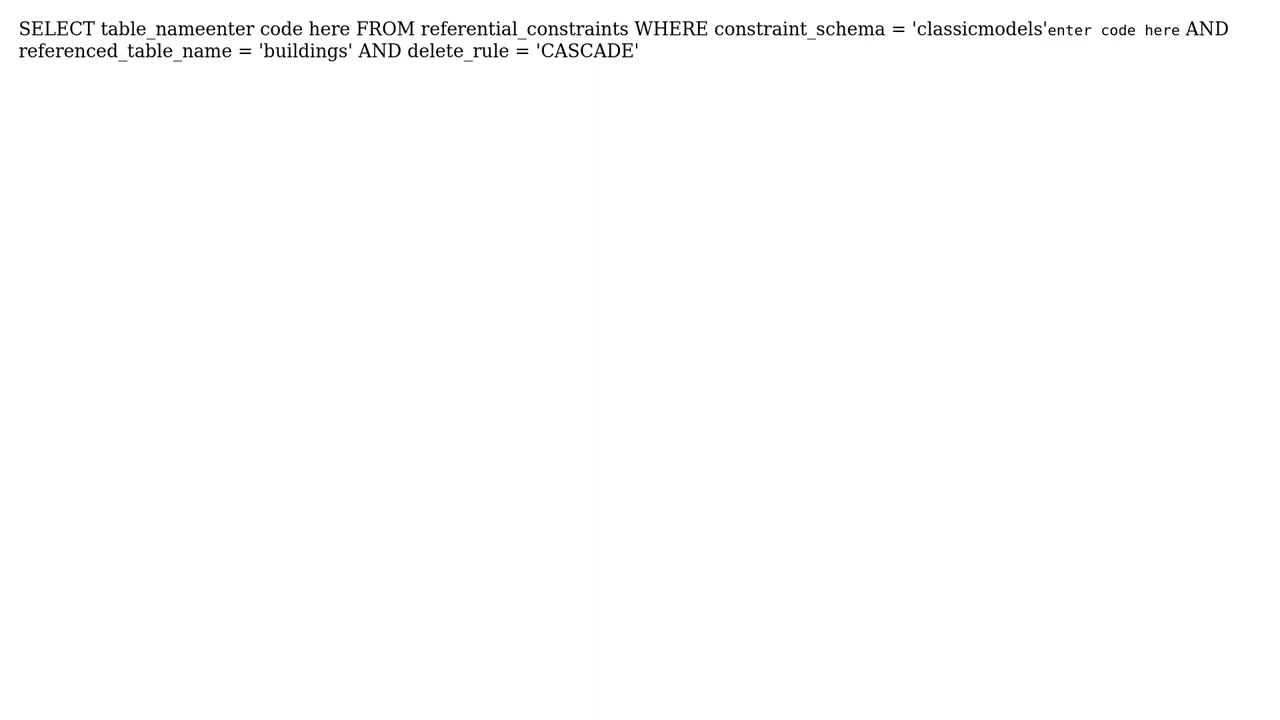 SELECT table_nameenter code here FROM referential_constraints WHERE constraint_schema = 'classicmodels'enter code here AND
referenced_table_name = 'buildings' AND delete_rule = 'CASCADE'